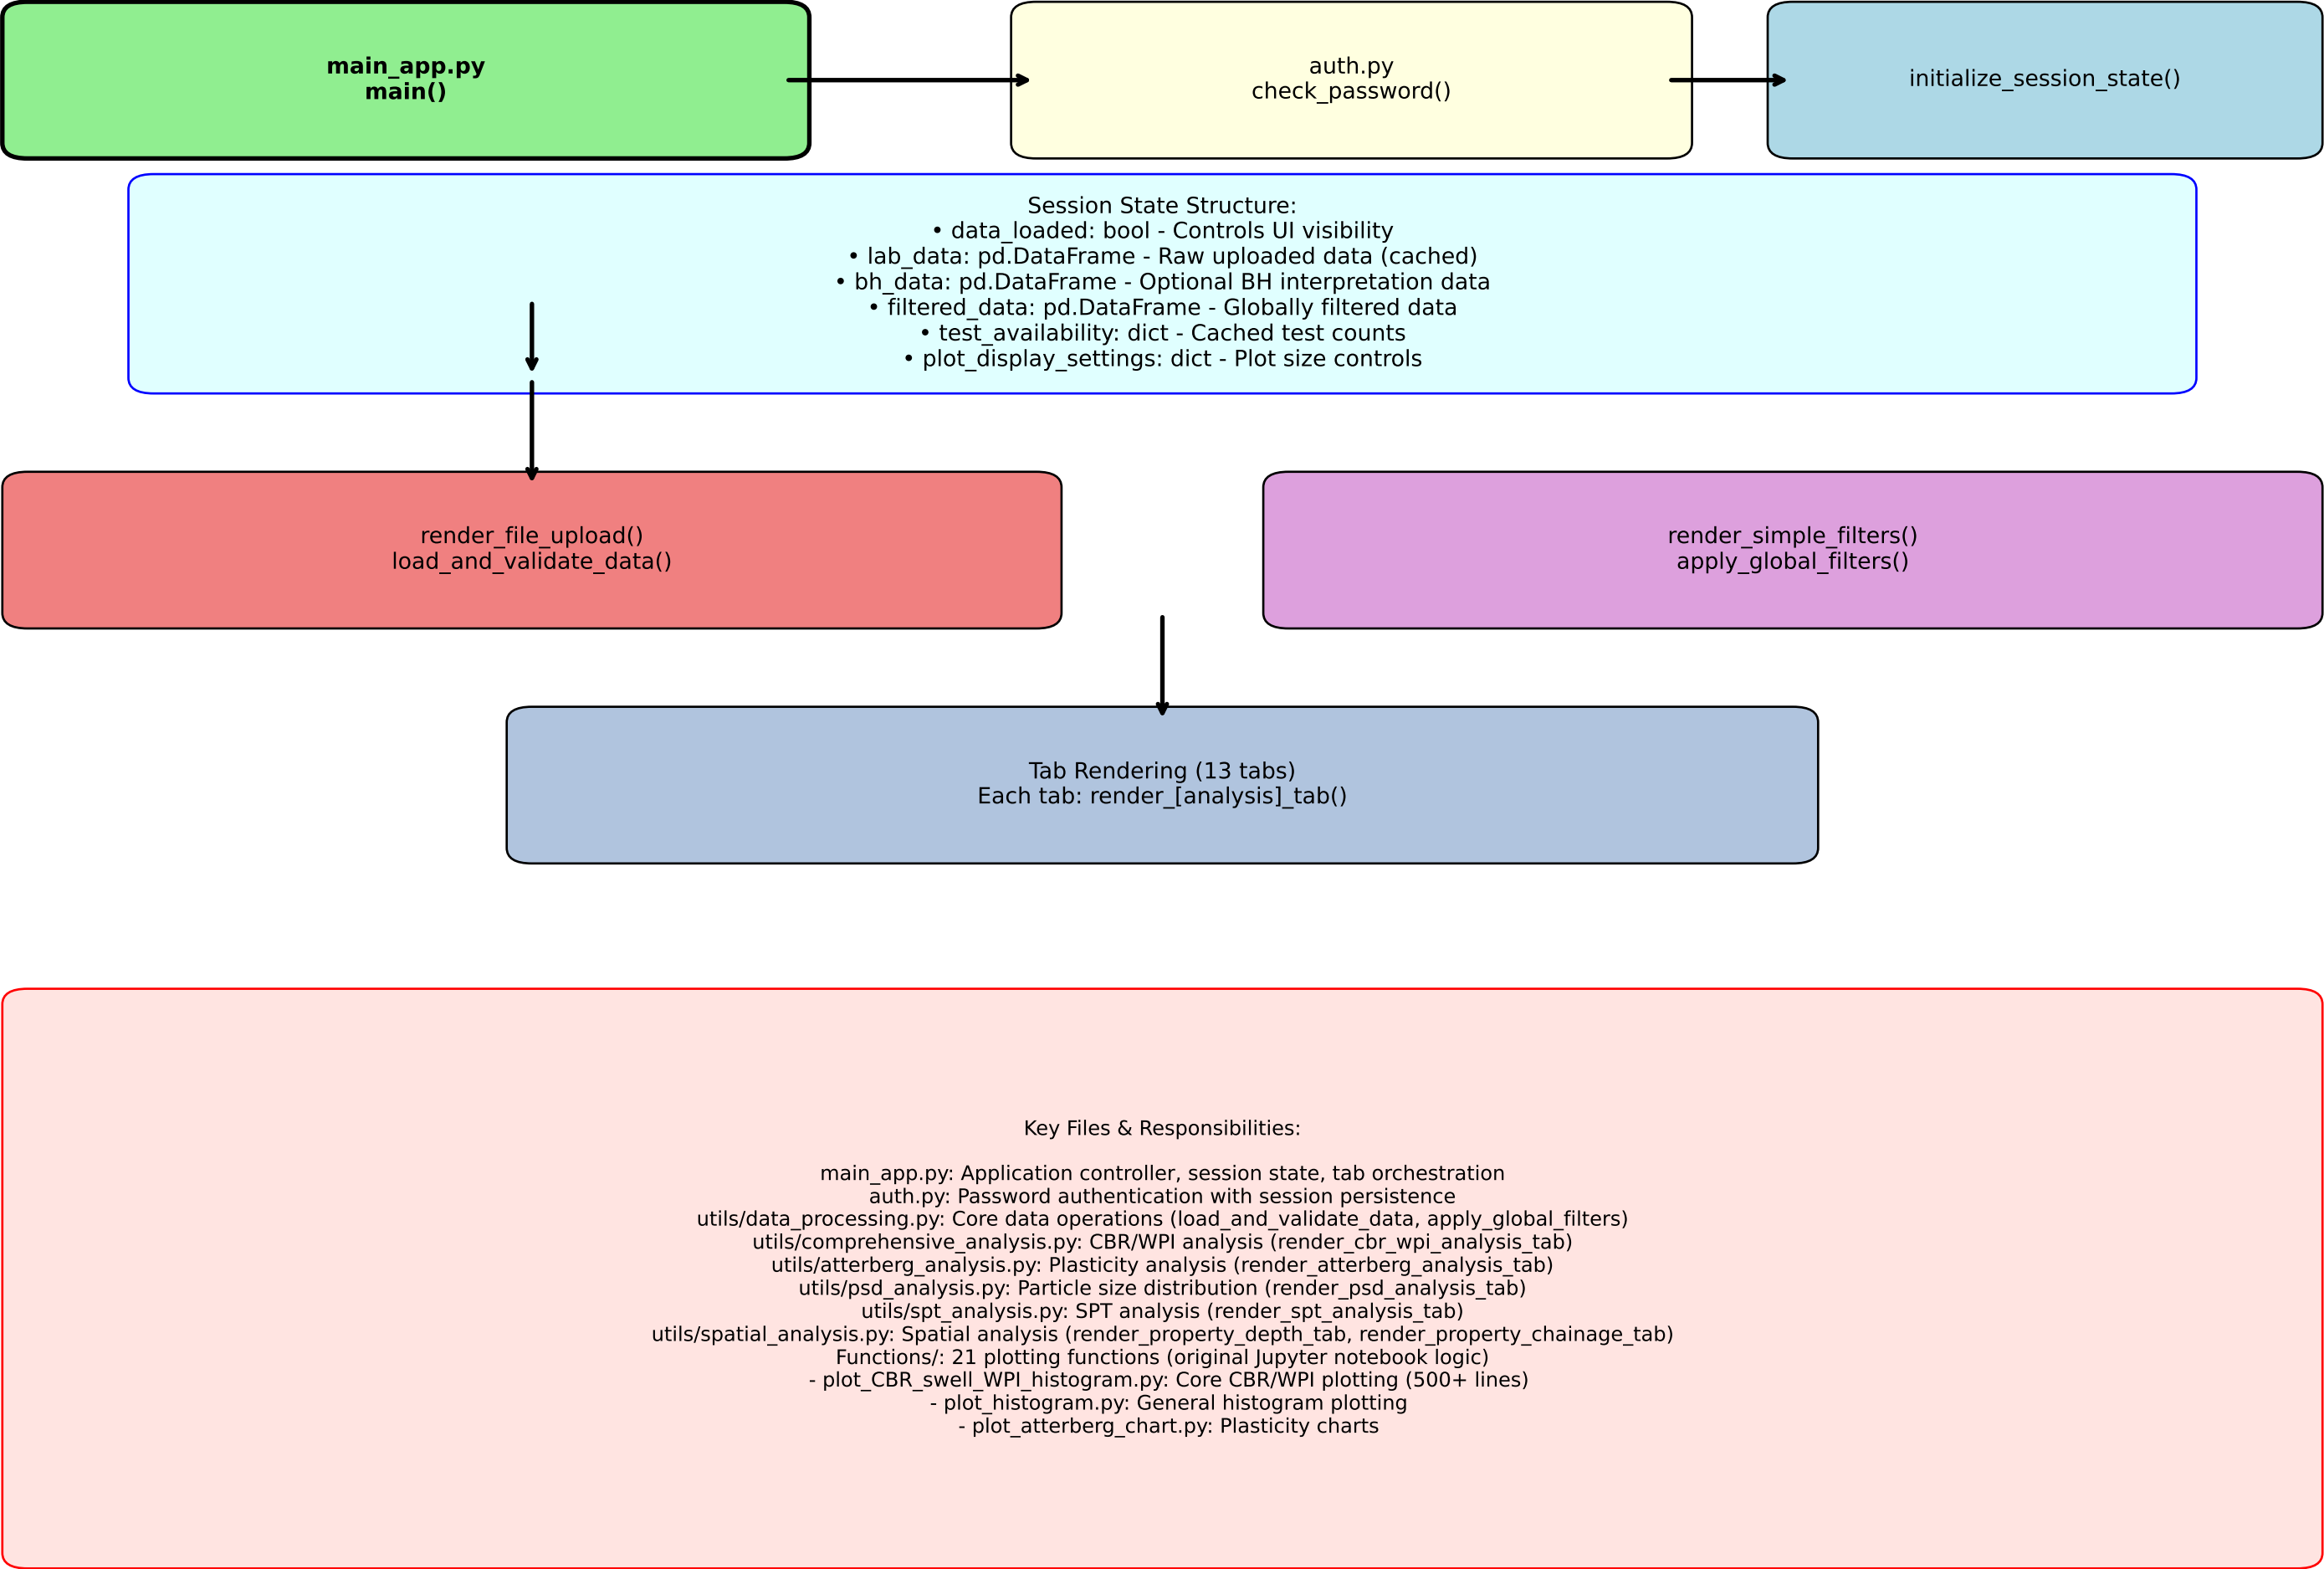 main_app.py
main()
auth.py
check_password()
initialize_session_state()
Session State Structure:
• data_loaded: bool - Controls UI visibility
• lab_data: pd.DataFrame - Raw uploaded data (cached)
• bh_data: pd.DataFrame - Optional BH interpretation data
• filtered_data: pd.DataFrame - Globally filtered data
• test_availability: dict - Cached test counts
• plot_display_settings: dict - Plot size controls
render_file_upload()
load_and_validate_data()
render_simple_filters()
apply_global_filters()
Tab Rendering (13 tabs)
Each tab: render_[analysis]_tab()
Key Files & Responsibilities:
main_app.py: Application controller, session state, tab orchestration
auth.py: Password authentication with session persistence
utils/data_processing.py: Core data operations (load_and_validate_data, apply_global_filters)
utils/comprehensive_analysis.py: CBR/WPI analysis (render_cbr_wpi_analysis_tab)
utils/atterberg_analysis.py: Plasticity analysis (render_atterberg_analysis_tab)
utils/psd_analysis.py: Particle size distribution (render_psd_analysis_tab)
utils/spt_analysis.py: SPT analysis (render_spt_analysis_tab)
utils/spatial_analysis.py: Spatial analysis (render_property_depth_tab, render_property_chainage_tab)
Functions/: 21 plotting functions (original Jupyter notebook logic)
- plot_CBR_swell_WPI_histogram.py: Core CBR/WPI plotting (500+ lines)
- plot_histogram.py: General histogram plotting
- plot_atterberg_chart.py: Plasticity charts